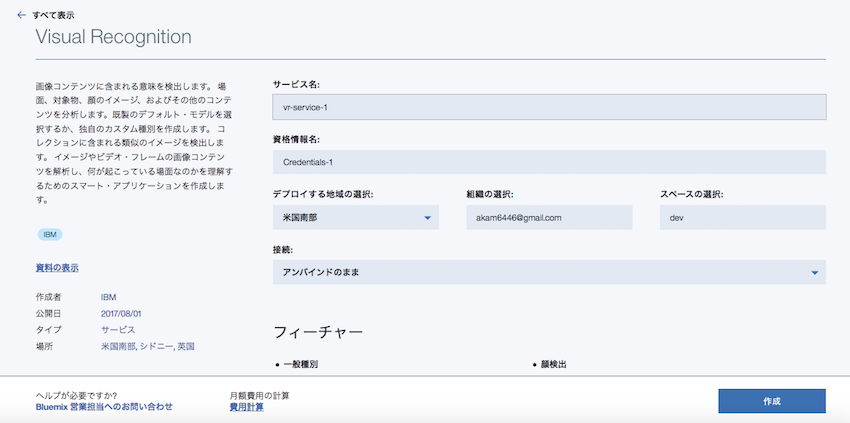 ← すべて表示
Visual Recognition
画像コンテンツに含まれる意味を検出します。 場
面、対象物、顔のイメージ、およびその他のコンテ
ンツを分析します。既製のデフォルト・モデルを選
択するか、独自のカスタム種別を作成します。 コ
レクションに含まれる類似のイメージを検出しま
す。 イメージやビデオ・フレームの画像コンテン
ツを解析し、何が起こっている場面なのかを理解す
るためのスマート・アプリケーションを作成しま
す。
IBM
資料の表示
作成者 IBM
公開日 2017/08/01
タイプ サービス
場所 米国南部, シドニー, 英国
サービス名:
vr-service-1
資格情報名:
Credentials-1
デプロイする地域の選択: 組織の選択: スペースの選択:
米国南部 akam6446@gmail.com dev
接続:
アンバインドのまま
フィーチャー
• 一般種別 • 顔検出
ヘルプが必要ですか? 月額費用の計算
Bluemix 営業担当へのお問い合わせ 費用計算
作成